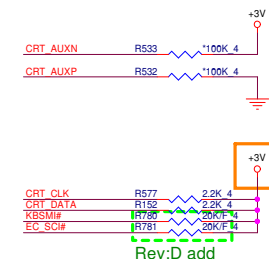 +3V
CRT_AUXN R533 *100K_4
CRT_AUXP R532 *100K_4
+3V
CRT_CLK R577 2.2K_4
CRT_DATA R152 2.2K_4
KBSMI# R780 20K/F_4
EC_SCI# R781 20K/F_4
Rev:D add